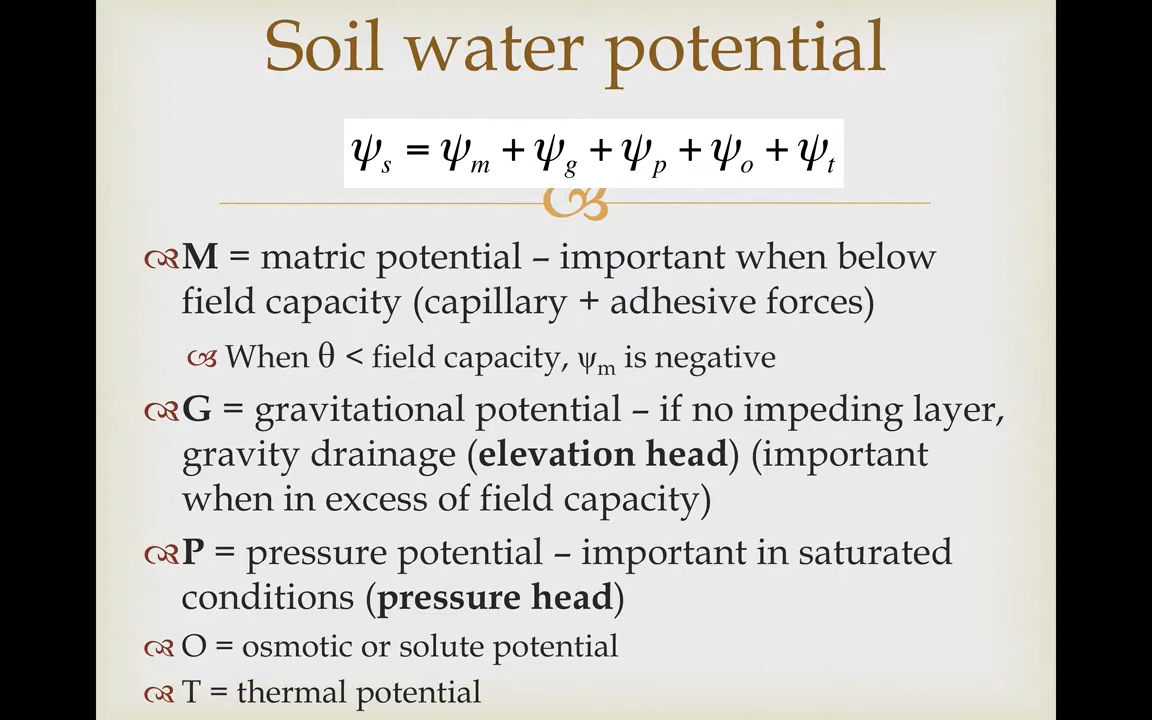 Soil water potential
ψs = ψm + ψg + ψp + ψo + ψt
M = matric potential – important when below
field capacity (capillary + adhesive forces)
When θ < field capacity, ψm is negative
G = gravitational potential – if no impeding layer,
gravity drainage (elevation head) (important
when in excess of field capacity)
P = pressure potential – important in saturated
conditions (pressure head)
O = osmotic or solute potential
T = thermal potential